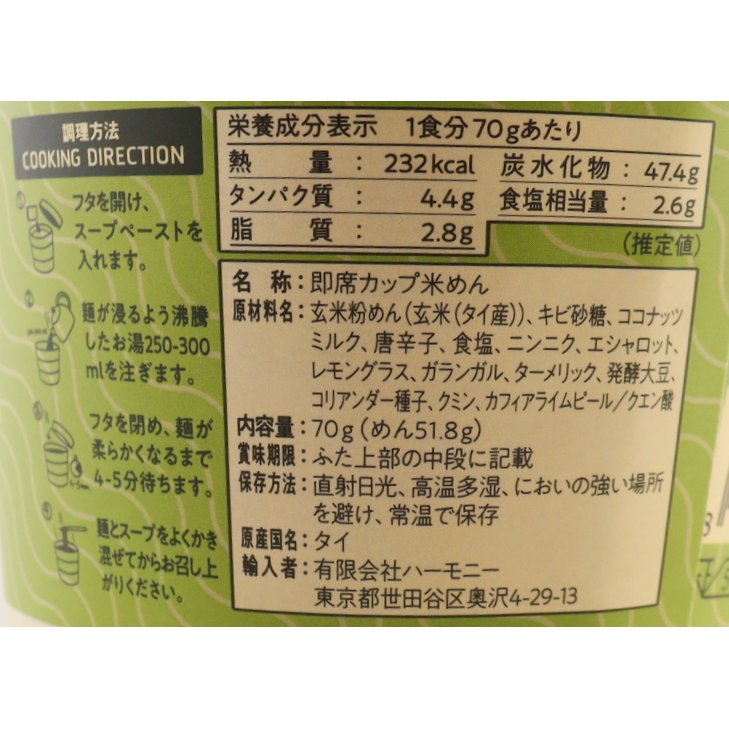 調理方法
COOKING DIRECTION
① フタを開け、
スープペーストを
入れます。
② 麺が浸るよう沸騰
したお湯250-300
mlを注ぎます。
③ フタを閉め、麺が
柔らかくなるまで
4-5分待ちます。
④ 麺とスープをよくかき
混ぜてからお召し上
がりください。
栄養成分表示 1食分70gあたり
熱量：232kcal 炭水化物：47.4g
タンパク質：4.4g 食塩相当量：2.6g
脂質：2.8g
（推定値）
名称：即席カップ米めん
原材料名：玄米粉めん（玄米（タイ産））、キビ砂糖、ココナッツ
ミルク、唐辛子、食塩、ニンニク、エシャロット、
レモングラス、ガランガル、ターメリック、発酵大豆、
コリアンダー種子、クミン、カフィアライムピール／クエン酸
内容量：70g（めん51.8g）
賞味期限：ふた上部の中段に記載
保存方法：直射日光、高温多湿、においの強い場所
を避け、常温で保存
原産国名：タイ
輸入者：有限会社ハーモニー
東京都世田谷区奥沢4-29-13